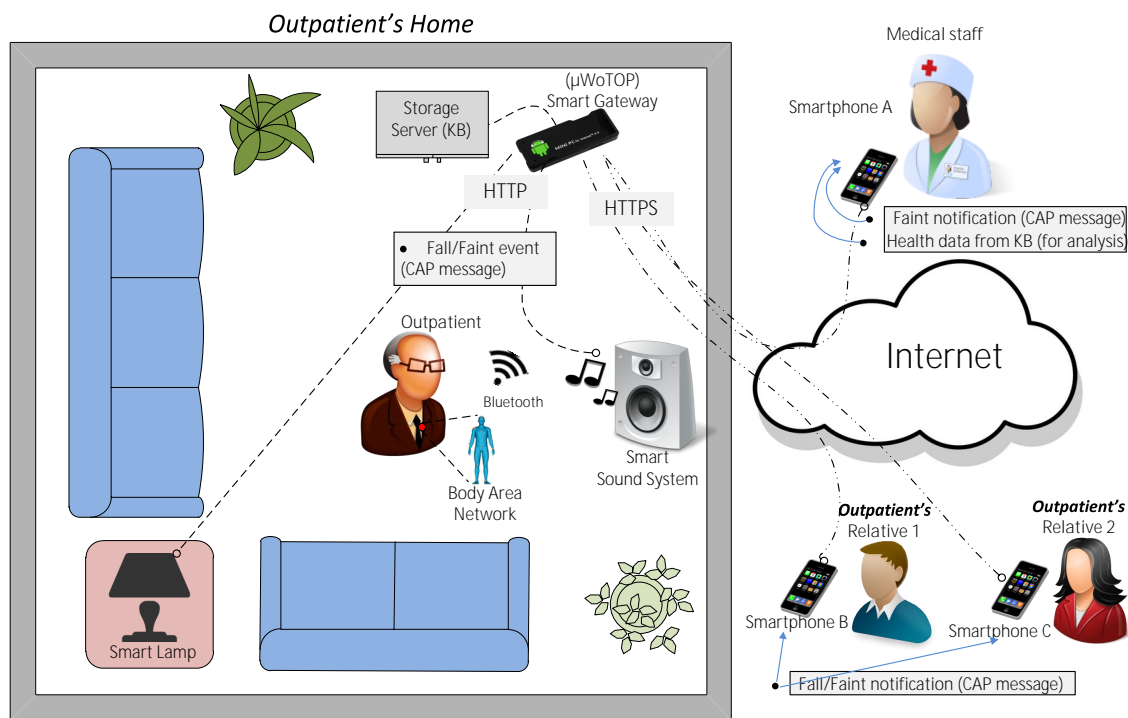 Outpatient's Home
Medical staff
(µWoTOP)
Smart Gateway
Storage
Server (KB)
Smartphone A
HTTP
HTTPS
Faint notification (CAP message)
Health data from KB (for analysis)
Fall/Faint event
(CAP message)
Outpatient
Bluetooth
Internet
Smart
Sound System
Body Area
Network
Outpatient's
Relative 1
Outpatient's
Relative 2
Smart Lamp
Smartphone B
Smartphone C
Fall/Faint notification (CAP message)